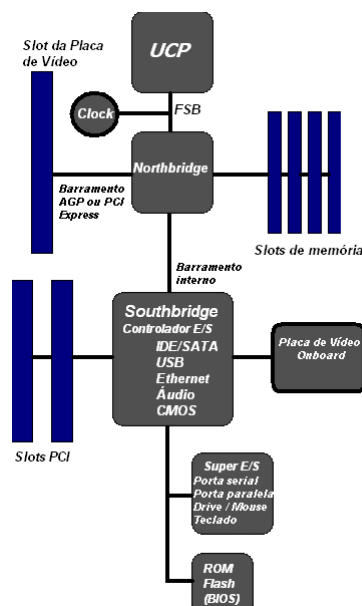 UCP
Slot da Placa
de Vídeo
Clock
FSB
Northbridge
Barramento
AGP ou PCI
Express
Slots de memória
Barramento
interno
Southbridge
Controlador E/S
IDE/SATA
USB
Ethernet
Áudio
CMOS
Placa de Vídeo
Onboard
Slots PCI
Super E/S
Porta serial
Porta paralela
Drive / Mouse
Teclado
ROM
Flash
(BIOS)